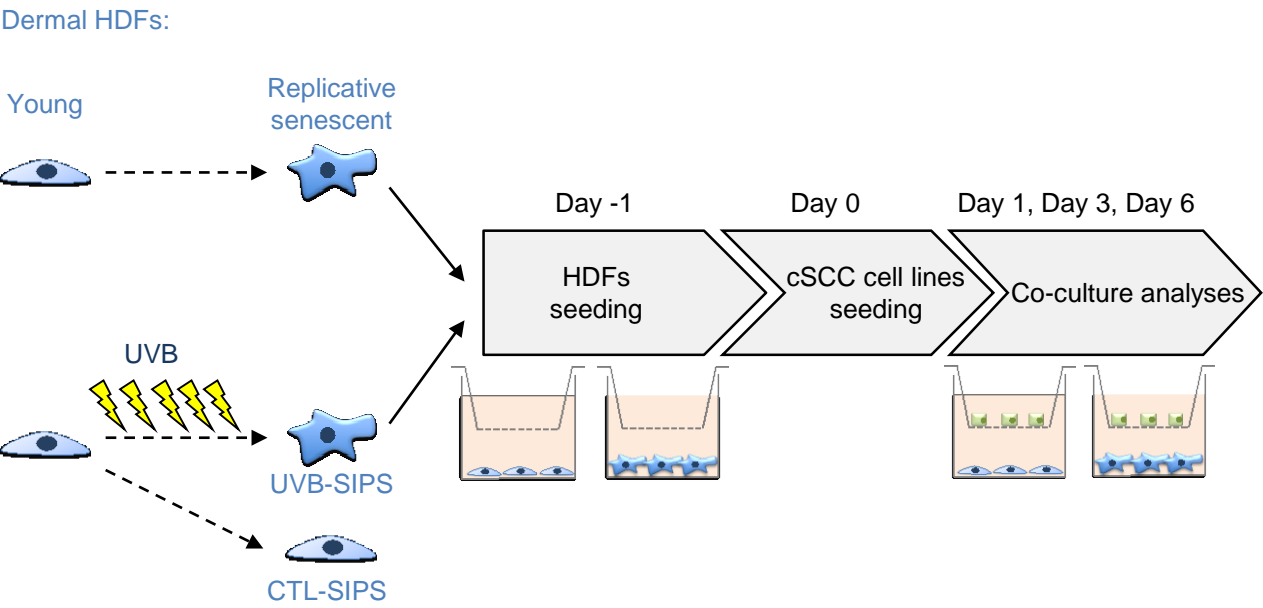 Dermal HDFs:
Young
Replicative
senescent
Day -1
Day 0
Day 1, Day 3, Day 6
HDFs
seeding
cSCC cell lines
seeding
Co-culture analyses
UVB
UVB-SIPS
CTL-SIPS